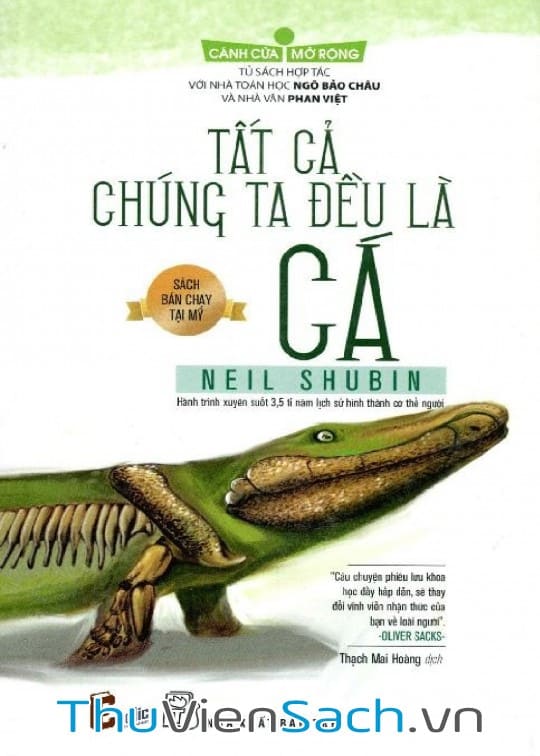 CÁNH CỬA MỞ RỘNG
TỦ SÁCH HỢP TÁC
VỚI NHÀ TOÁN HỌC NGÔ BẢO CHÂU
VÀ NHÀ VĂN PHAN VIỆT
TẤT CẢ
CHÚNG TA ĐỀU LÀ
CÁ
SÁCH
BÁN CHẠY
TẠI MỸ
NEIL SHUBIN
Hành trình xuyên suốt 3,5 tỉ năm lịch sử hình thành cơ thể người
"Câu chuyện phiêu lưu khoa
học đầy hấp dẫn, sẽ thay
đổi vĩnh viễn nhận thức của
bạn về loài người".
-OLIVER SACKS-
Thạch Mai Hoàng dịch
ThuVienSach.vn